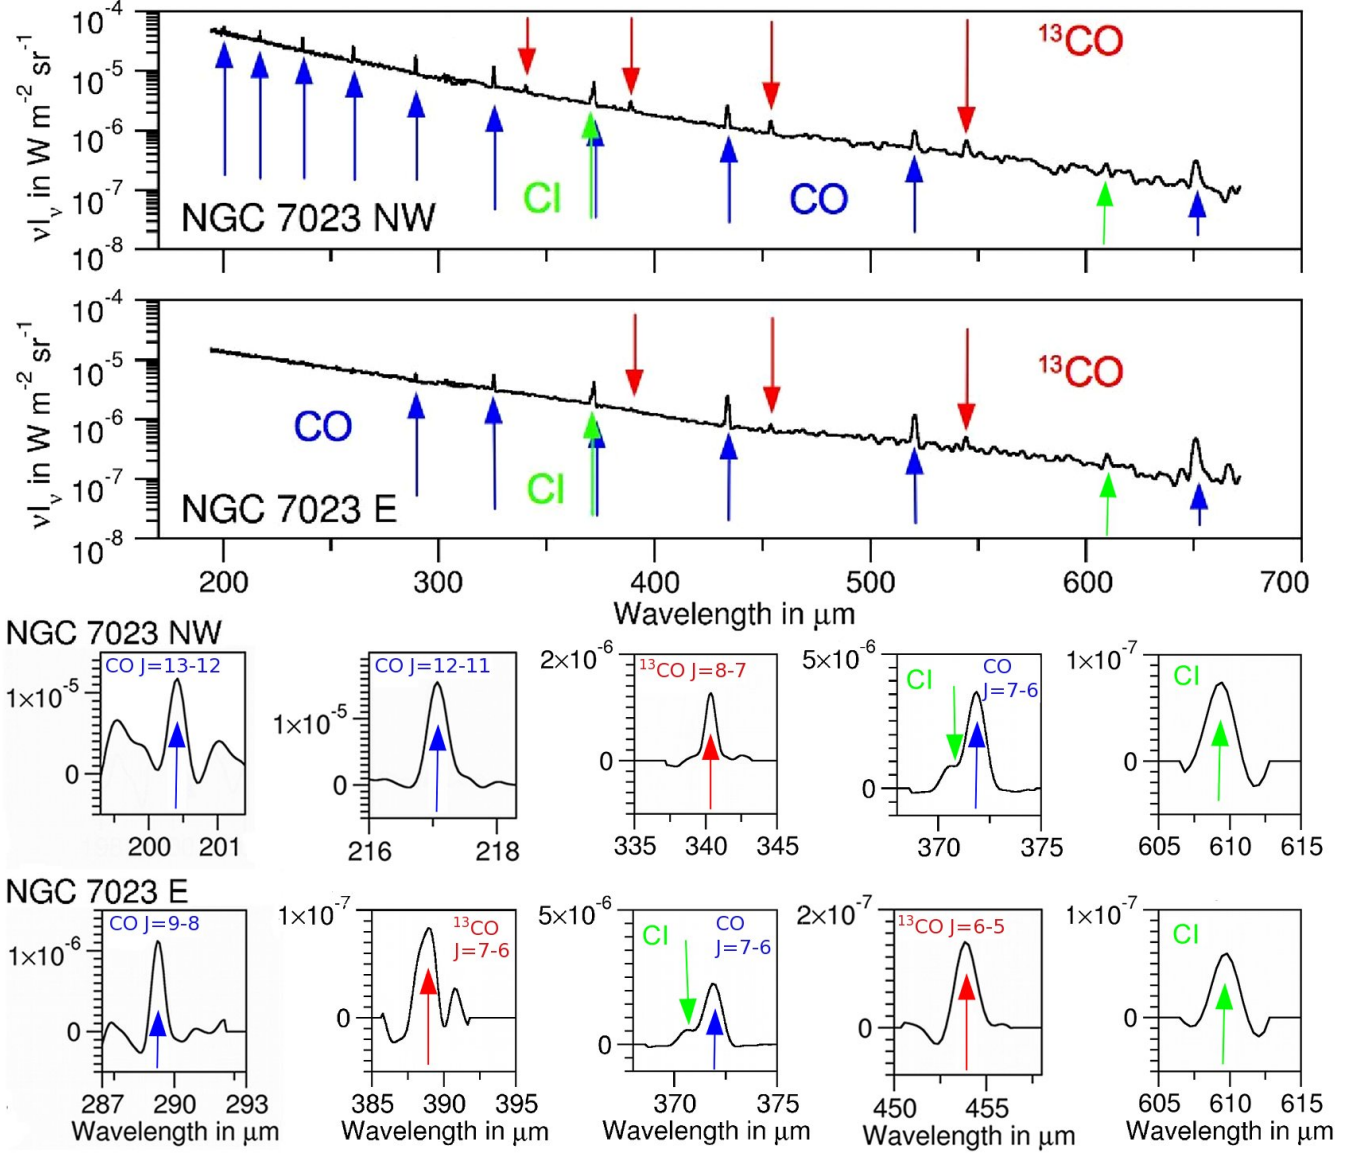 10⁻⁴
10⁻⁵
10⁻⁶
10⁻⁷
10⁻⁸
νIν in W m⁻² sr⁻¹
¹³CO
CI
CO
NGC 7023 NW
10⁻⁴
10⁻⁵
10⁻⁶
10⁻⁷
10⁻⁸
νIν in W m⁻² sr⁻¹
¹³CO
CO
CI
NGC 7023 E
200 300 400 500 600 700
Wavelength in μm
NGC 7023 NW
CO J=13-12
1×10⁻⁵
0
200 201
CO J=12-11
1×10⁻⁵
0
216 218
2×10⁻⁶
¹³CO J=8-7
0
335 340 345
5×10⁻⁶
CI
CO
J=7-6
0
370 375
1×10⁻⁷
CI
0
605 610 615
NGC 7023 E
CO J=9-8
1×10⁻⁶
0
287 290 293
Wavelength in μm
1×10⁻⁷
¹³CO
J=7-6
0
385 390 395
Wavelength in μm
5×10⁻⁶
CI
CO
J=7-6
0
370 375
Wavelength in μm
2×10⁻⁷
¹³CO J=6-5
0
450 455
Wavelength in μm
1×10⁻⁷
CI
0
605 610 615
Wavelength in μm